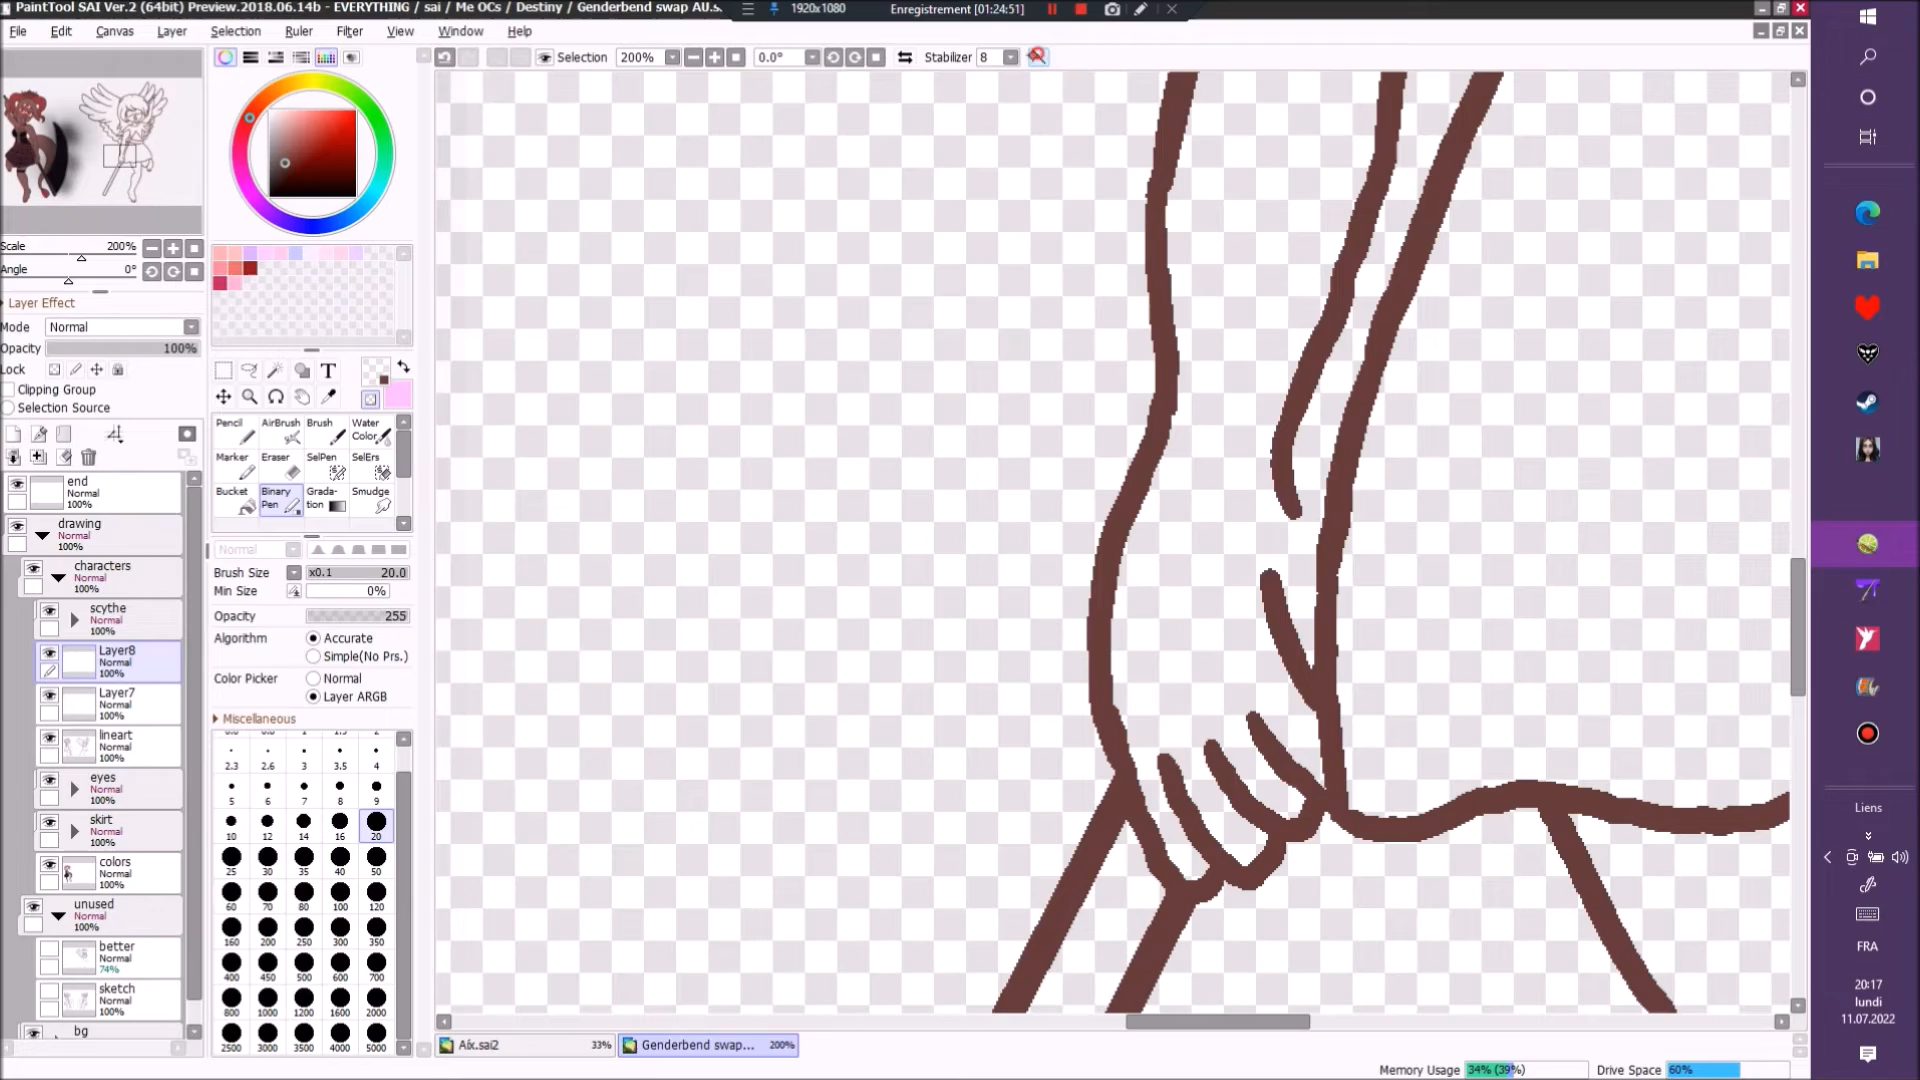 PaintTool SAI Ver.2 (64bit) Preview.2018.06.14b - EVERYTHING / sai / Me OCs / Destiny / Genderbend swap AU.s.
1920x1080
Enregistrement [01:24:51]
File Edit Canvas Layer Selection Ruler Filter View Window Help
Selection 200% 0.0° Stabilizer 8
Scale 200%
Angle 0°
Layer Effect
Mode Normal
Opacity 100%
Lock
Clipping Group
Selection Source
end
Normal
100%
drawing
Normal
100%
characters
Normal
100%
scythe
Normal
100%
Layer8
Normal
100%
Layer7
Normal
100%
lineart
Normal
100%
eyes
Normal
100%
skirt
Normal
100%
colors
Normal
100%
unused
Normal
100%
better
Normal
74%
sketch
Normal
100%
bg
T
Pencil AirBrush Brush Water Color
Marker Eraser SelPen SelErs
Bucket Binary Pen Grada-tion Smudge
Normal
Brush Size x0.1 20.0
Min Size 0%
Opacity 255
Algorithm Accurate
Simple(No Prs.)
Color Picker Normal
Layer ARGB
Miscellaneous
2.3 2.6 3 3.5 4
5 6 7 8 9
10 12 14 16 20
25 30 35 40 50
60 70 80 100 120
160 200 250 300 350
400 450 500 600 700
800 1000 1200 1600 2000
2500 3000 3500 4000 5000
33%
Genderbend swap... 200%
Memory Usage 34% (39%) Drive Space 60%
Liens
FRA
20:17
lundi
11.07.2022